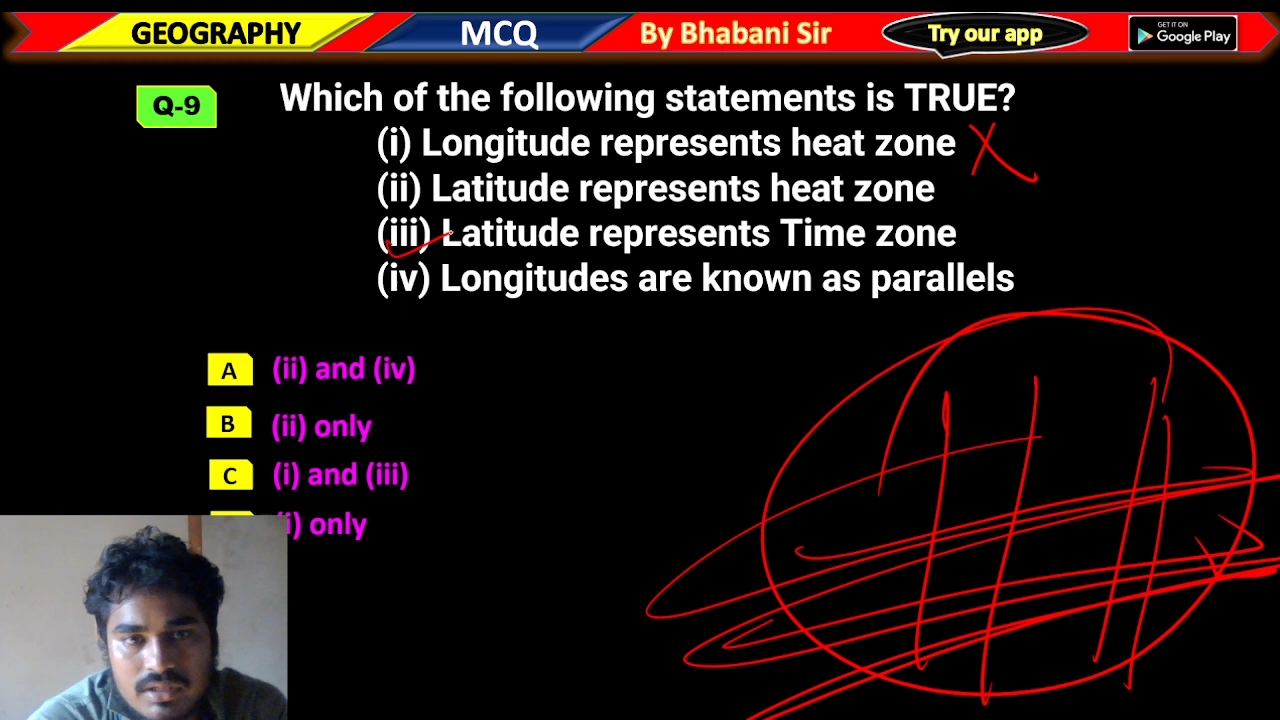 GEOGRAPHY
MCQ
By Bhabani Sir
Try our app
GET IT ON
Google Play
Q-9
Which of the following statements is TRUE?
(i) Longitude represents heat zone
(ii) Latitude represents heat zone
(iii) Latitude represents Time zone
(iv) Longitudes are known as parallels
A (ii) and (iv)
B (ii) only
C (i) and (iii)
i) only